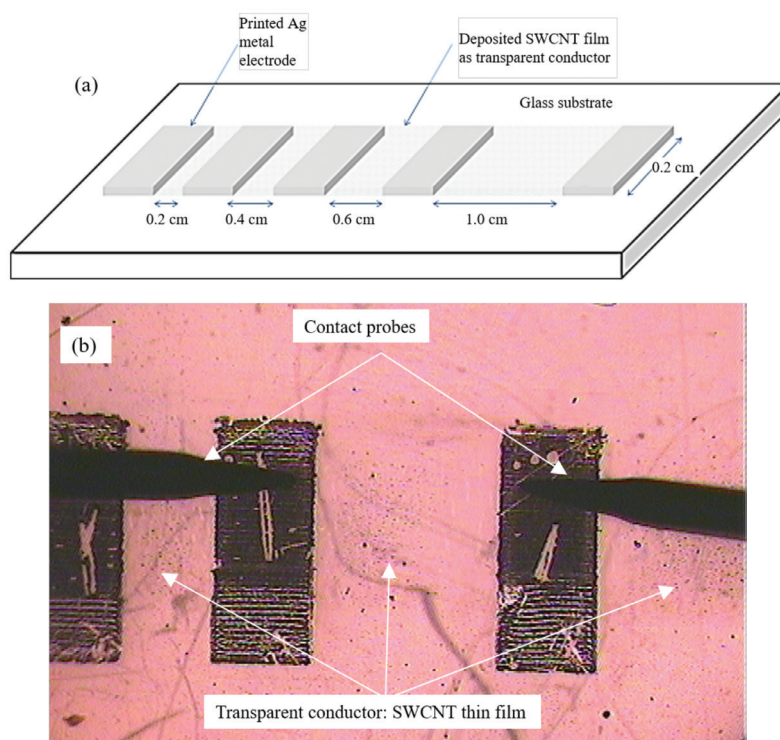 Printed Ag
metal
electrode
Deposited SWCNT film
as transparent conductor
(a)
Glass substrate
0.2 cm
0.2 cm
0.4 cm
0.6 cm
1.0 cm
Contact probes
(b)
Transparent conductor: SWCNT thin film